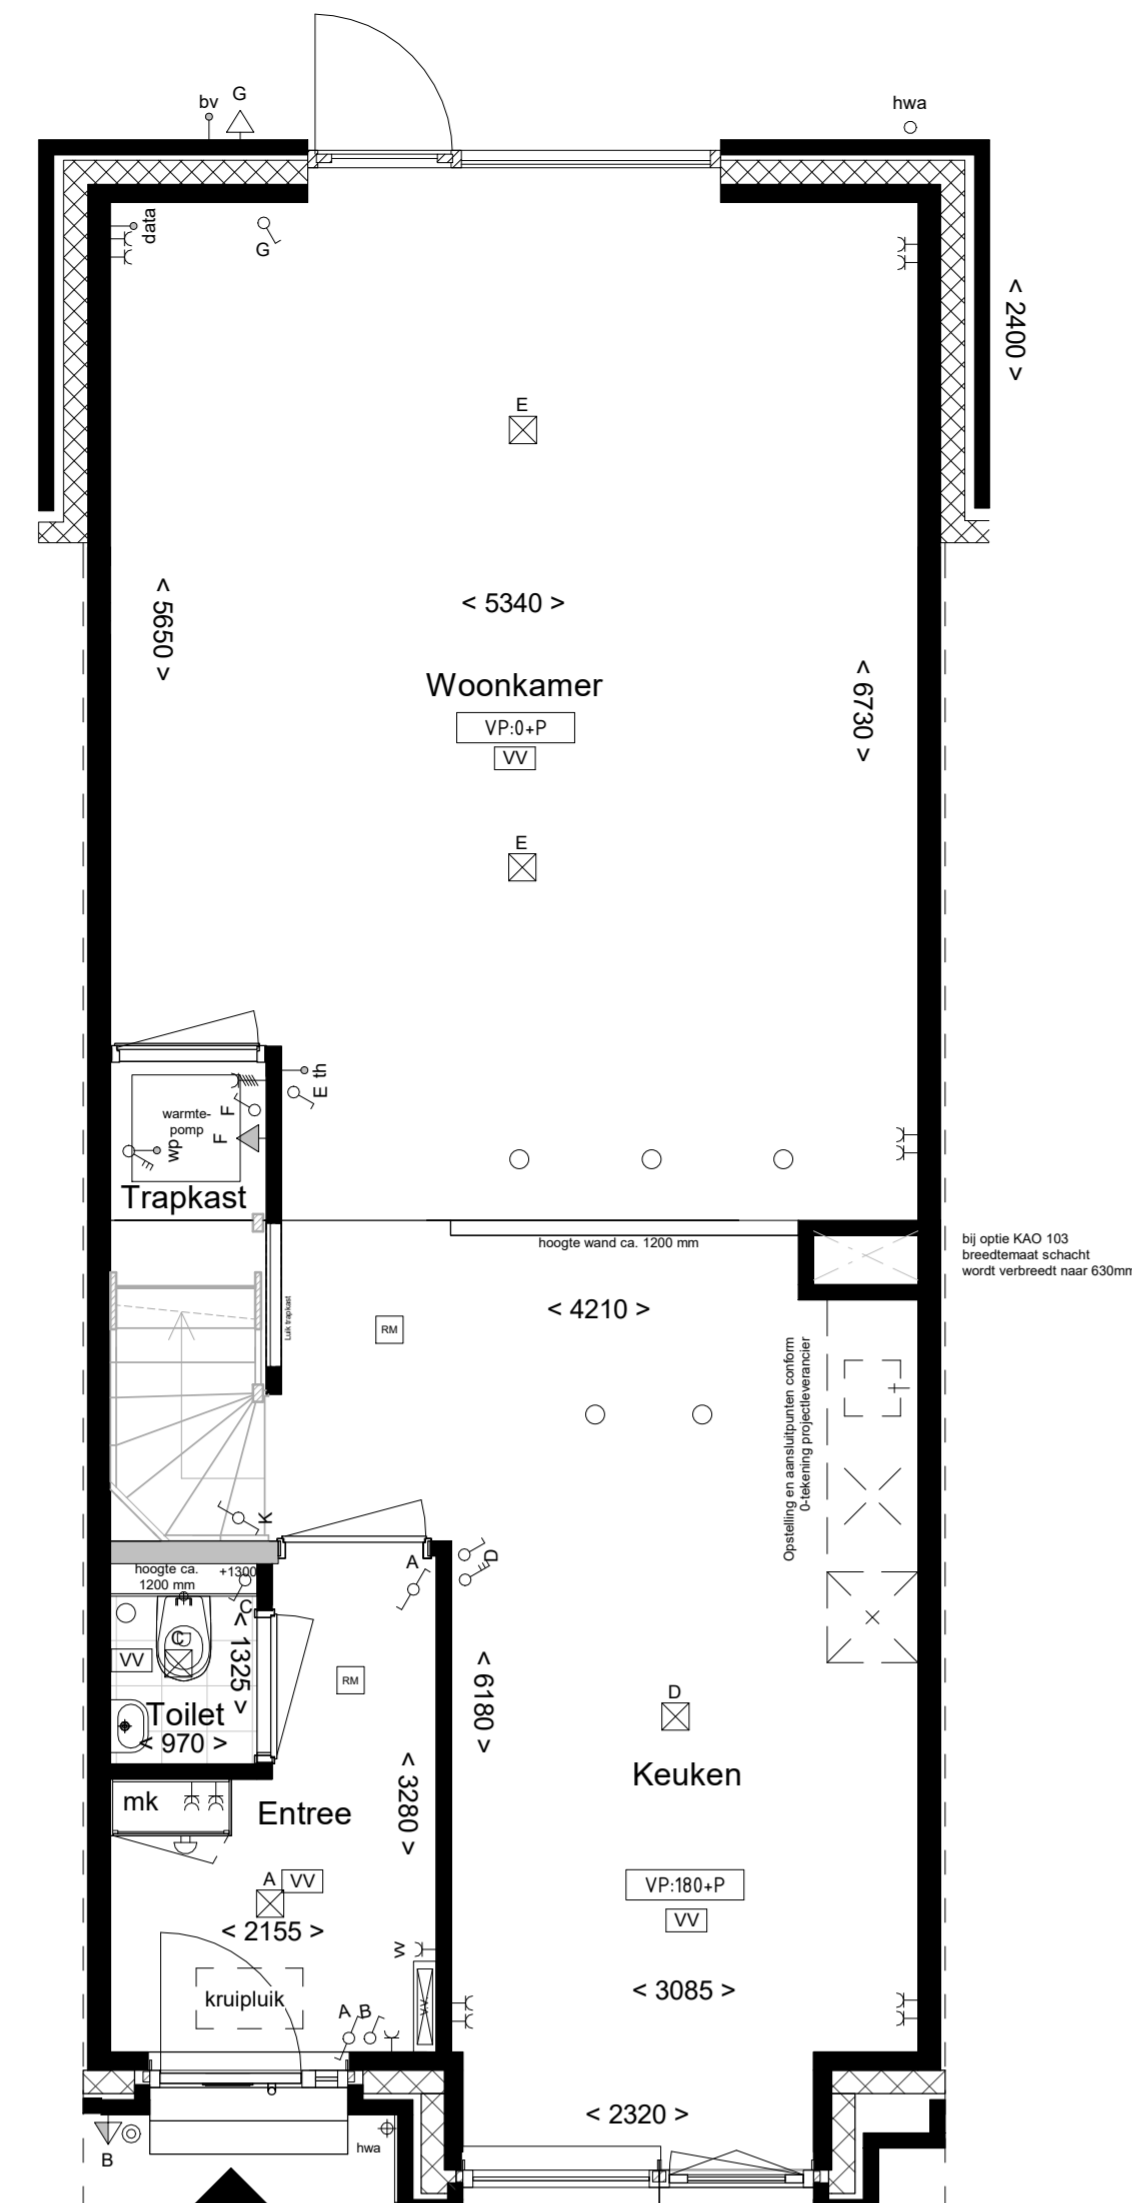 bv
G
hwa
data
G
< 2400 >
E
< 5650 >
< 5340 >
Woonkamer
< 6730 >
VP:0+P
VV
E
th
E
F
F
warmte-
pomp
wp
Trapkast
hoogte wand ca. 1200 mm
bij optie KAO 103
breedtemaat schacht
wordt verbreedt naar 630mm
Luik trapkast
RM
< 4210 >
Opstelling en aansluitpunten conform
0-tekening projectleverancier
K
hoogte ca.
1200 mm
+1300
A
D
C
C
VV
< 1325 >
RM
< 6180 >
Toilet
< 970 >
D
Keuken
mk
Entree
< 3280 >
A
VV
VP:180+P
VV
< 2155 >
W
kruipluik
VV
< 3085 >
A
B
< 2320 >
B
hwa